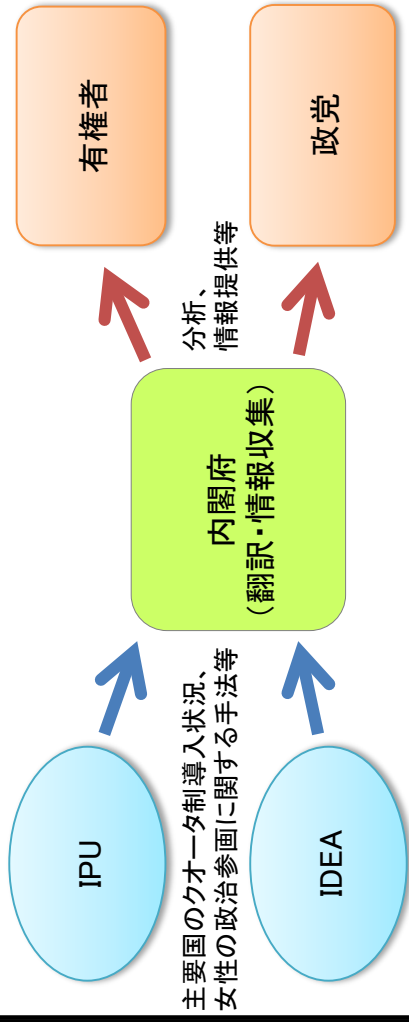 IPU
IDEA
主要国のクオータ制導入状況、
女性の政治参画に関する手法等
内閣府
（翻訳・情報収集）
分析、
情報提供等
有権者
政党